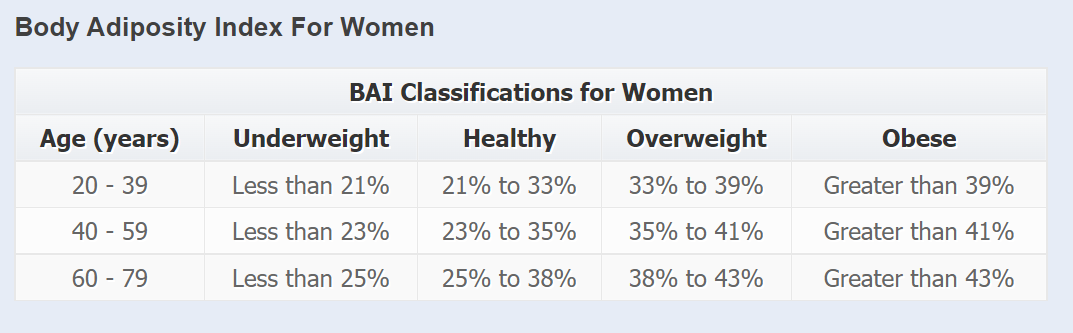 Body Adiposity Index For Women
BAI Classifications for Women
Age (years) Underweight Healthy Overweight Obese
20 - 39 Less than 21% 21% to 33% 33% to 39% Greater than 39%
40 - 59 Less than 23% 23% to 35% 35% to 41% Greater than 41%
60 - 79 Less than 25% 25% to 38% 38% to 43% Greater than 43%